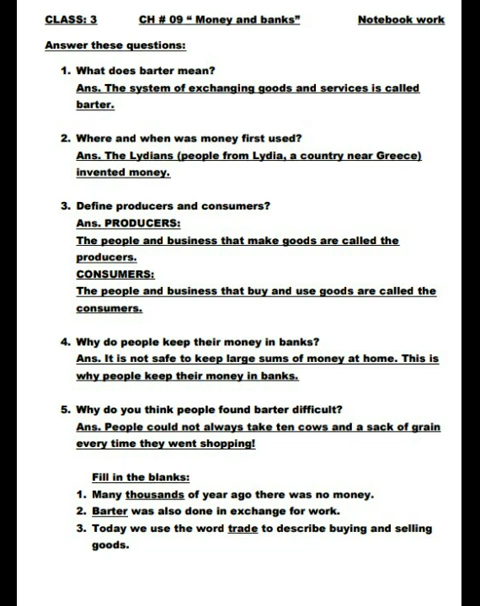 CLASS: 3 CH # 09 “ Money and banks” Notebook work
Answer these questions:
1. What does barter mean?
Ans. The system of exchanging goods and services is called
barter.
2. Where and when was money first used?
Ans. The Lydians (people from Lydia, a country near Greece)
invented money.
3. Define producers and consumers?
Ans. PRODUCERS:
The people and business that make goods are called the
producers.
CONSUMERS:
The people and business that buy and use goods are called the
consumers.
4. Why do people keep their money in banks?
Ans. It is not safe to keep large sums of money at home. This is
why people keep their money in banks.
5. Why do you think people found barter difficult?
Ans. People could not always take ten cows and a sack of grain
every time they went shopping!
Fill in the blanks:
1. Many thousands of year ago there was no money.
2. Barter was also done in exchange for work.
3. Today we use the word trade to describe buying and selling
goods.